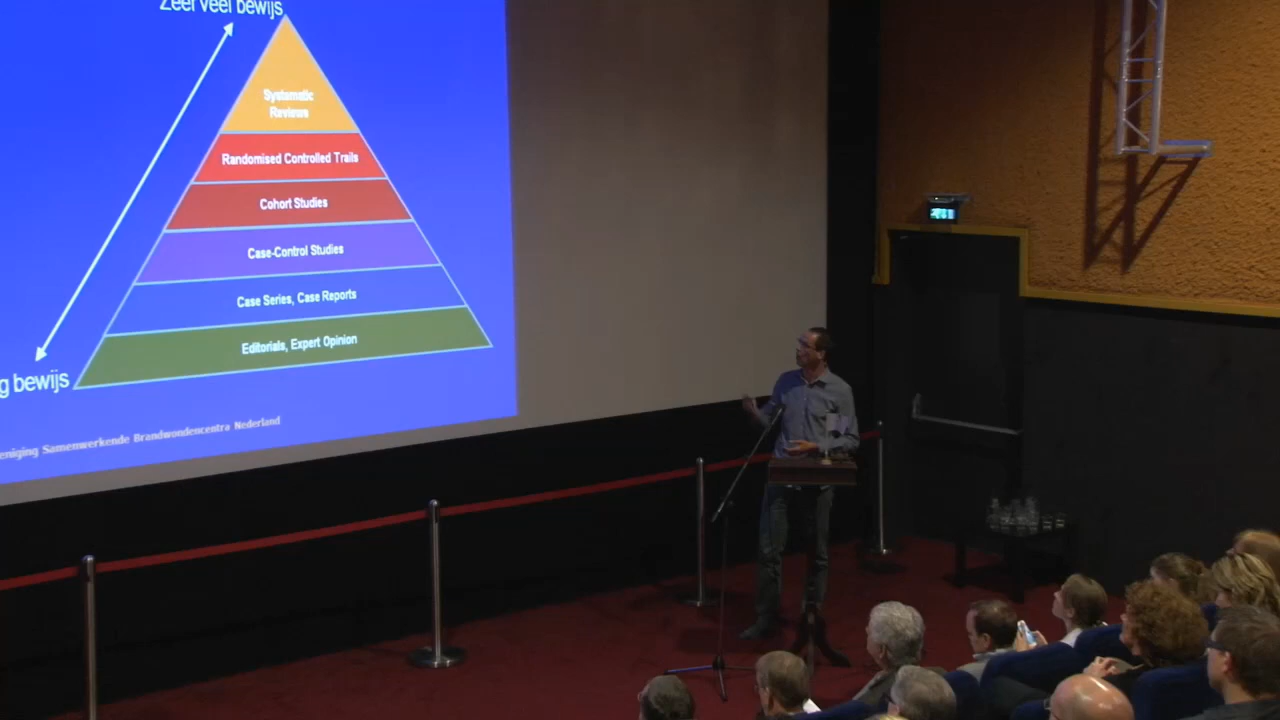 Zeer veel bewijs
Systematic
Reviews
Randomised Controlled Trails
Cohort Studies
Case-Control Studies
Case Series, Case Reports
Editorials, Expert Opinion
g bewijs
eniging Samenwerkende Brandwondencentra Nederland